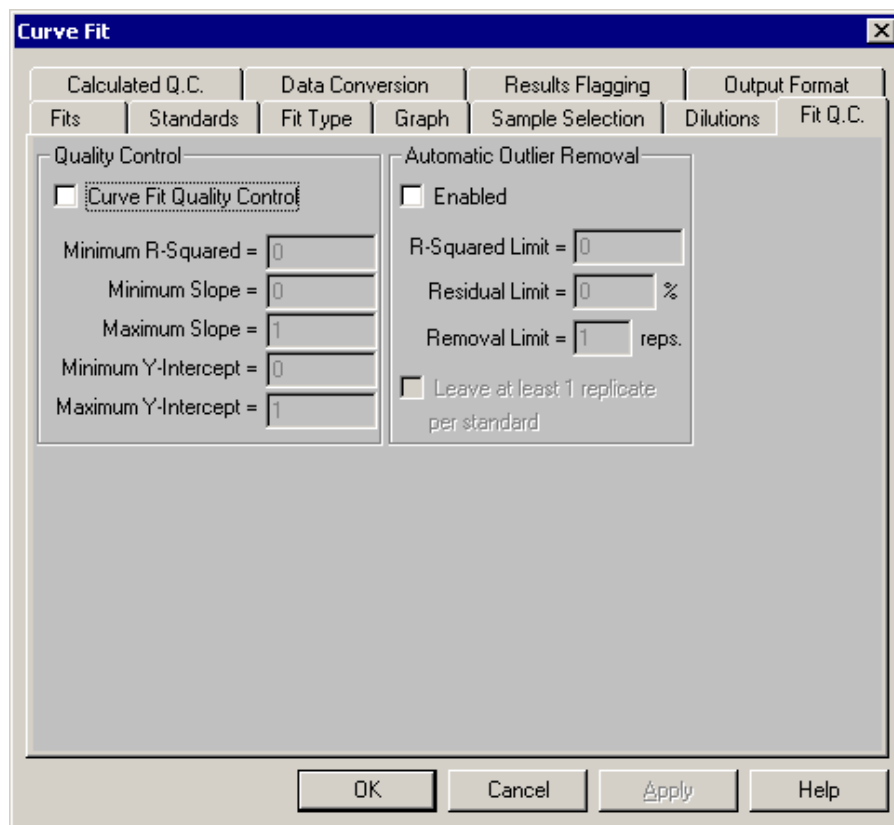 Curve Fit
Calculated Q.C. Data Conversion Results Flagging Output Format
Fits Standards Fit Type Graph Sample Selection Dilutions Fit Q.C.
Quality Control
Curve Fit Quality Control
Minimum R-Squared = 0
Minimum Slope = 0
Maximum Slope = 1
Minimum Y-Intercept = 0
Maximum Y-Intercept = 1
Automatic Outlier Removal
Enabled
R-Squared Limit = 0
Residual Limit = 0 %
Removal Limit = 1 reps.
Leave at least 1 replicate
per standard
OK Cancel Apply Help